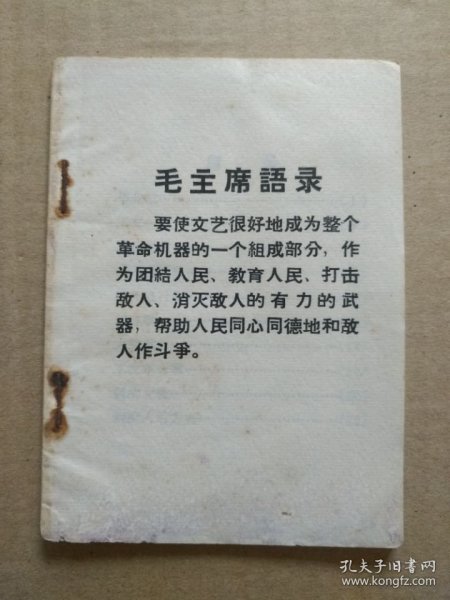 毛主席語录
要使文艺很好地成为整个
革命机器的一个組成部分，作
为团結人民、教育人民、打击
敌人、消灭敌人的有力的武
器，帮助人民同心同德地和敌
人作斗爭。
孔夫子旧书网
www.kongfz.com